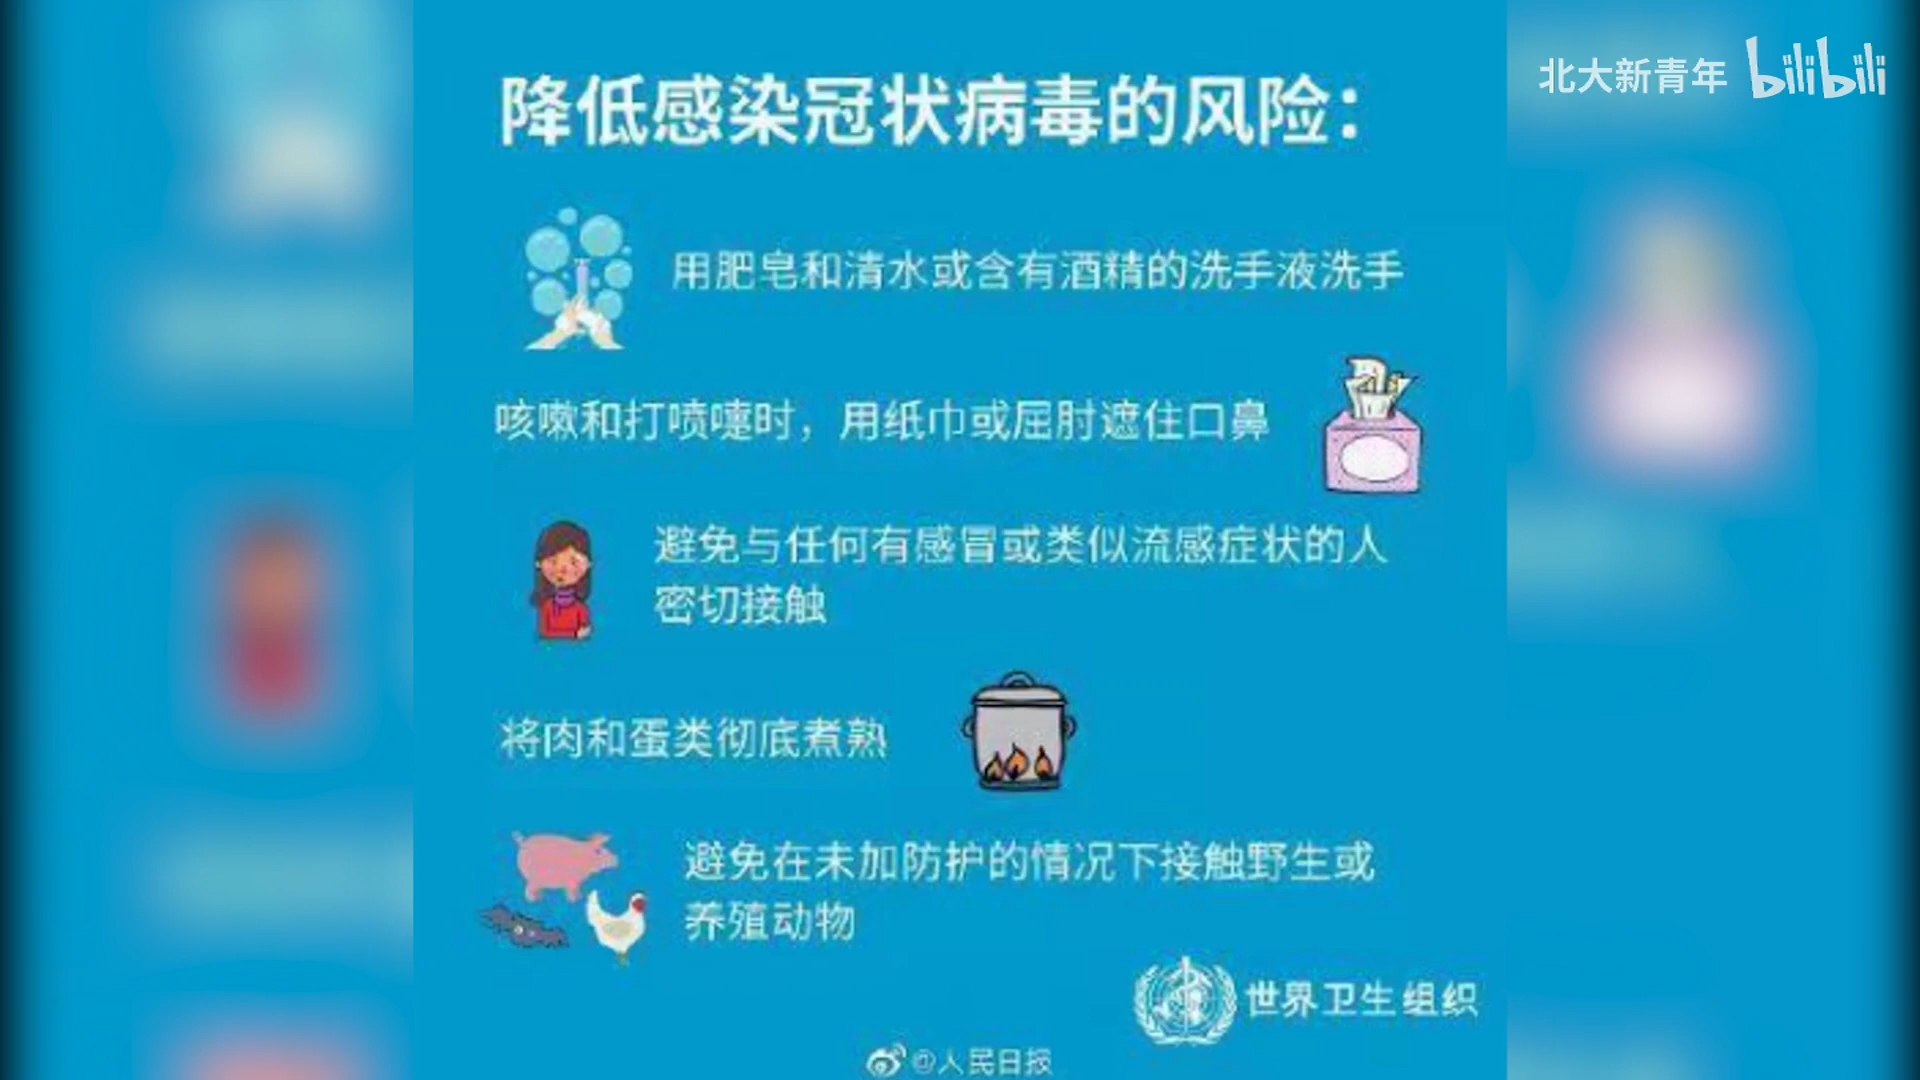 北大新青年 bilibili
降低感染冠状病毒的风险：
用肥皂和清水或含有酒精的洗手液洗手
咳嗽和打喷嚏时，用纸巾或屈肘遮住口鼻
避免与任何有感冒或类似流感症状的人
密切接触
将肉和蛋类彻底煮熟
避免在未加防护的情况下接触野生或
养殖动物
世界卫生组织
@人民日报